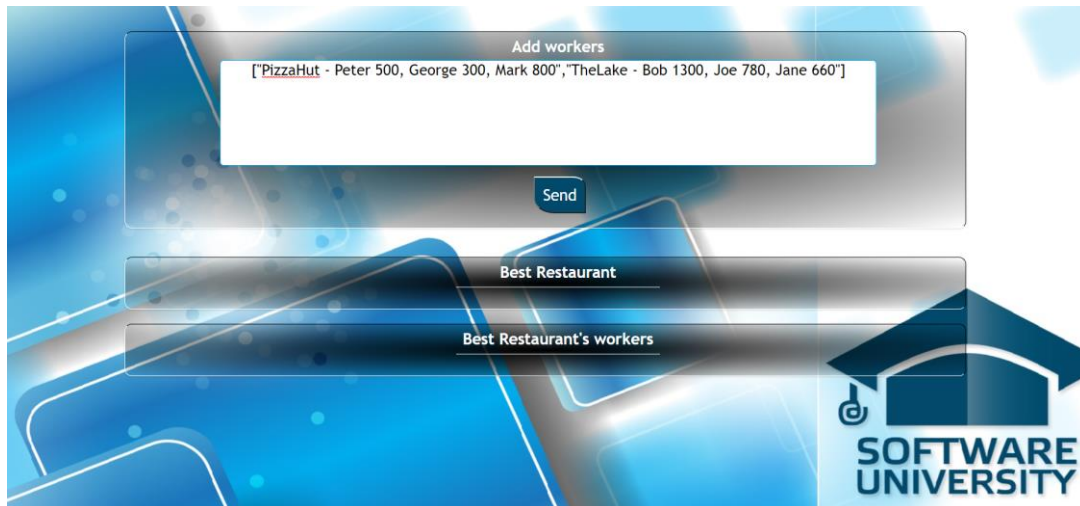 Add workers
["PizzaHut - Peter 500, George 300, Mark 800","TheLake - Bob 1300, Joe 780, Jane 660"]
Send
Best Restaurant
Best Restaurant's workers
SOFTWARE
UNIVERSITY